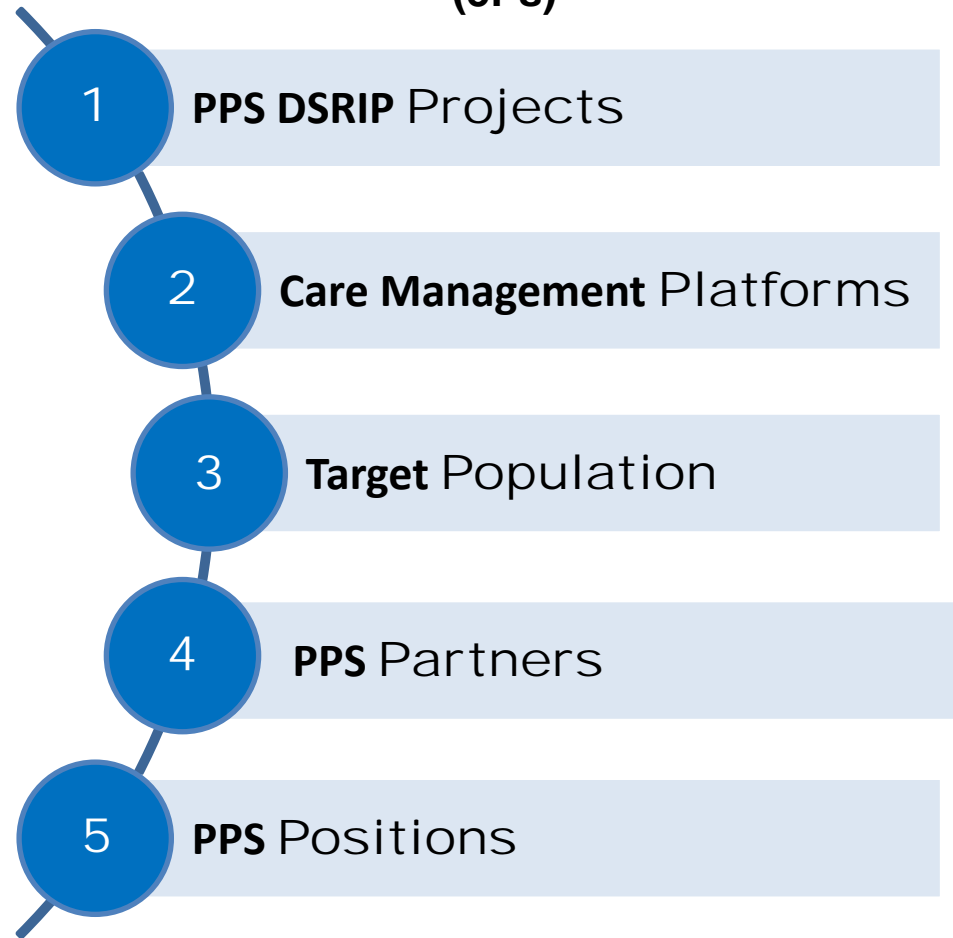 1
PPS DSRIP Projects
2
Care Management Platforms
3
Target Population
4
PPS Partners
5
PPS Positions